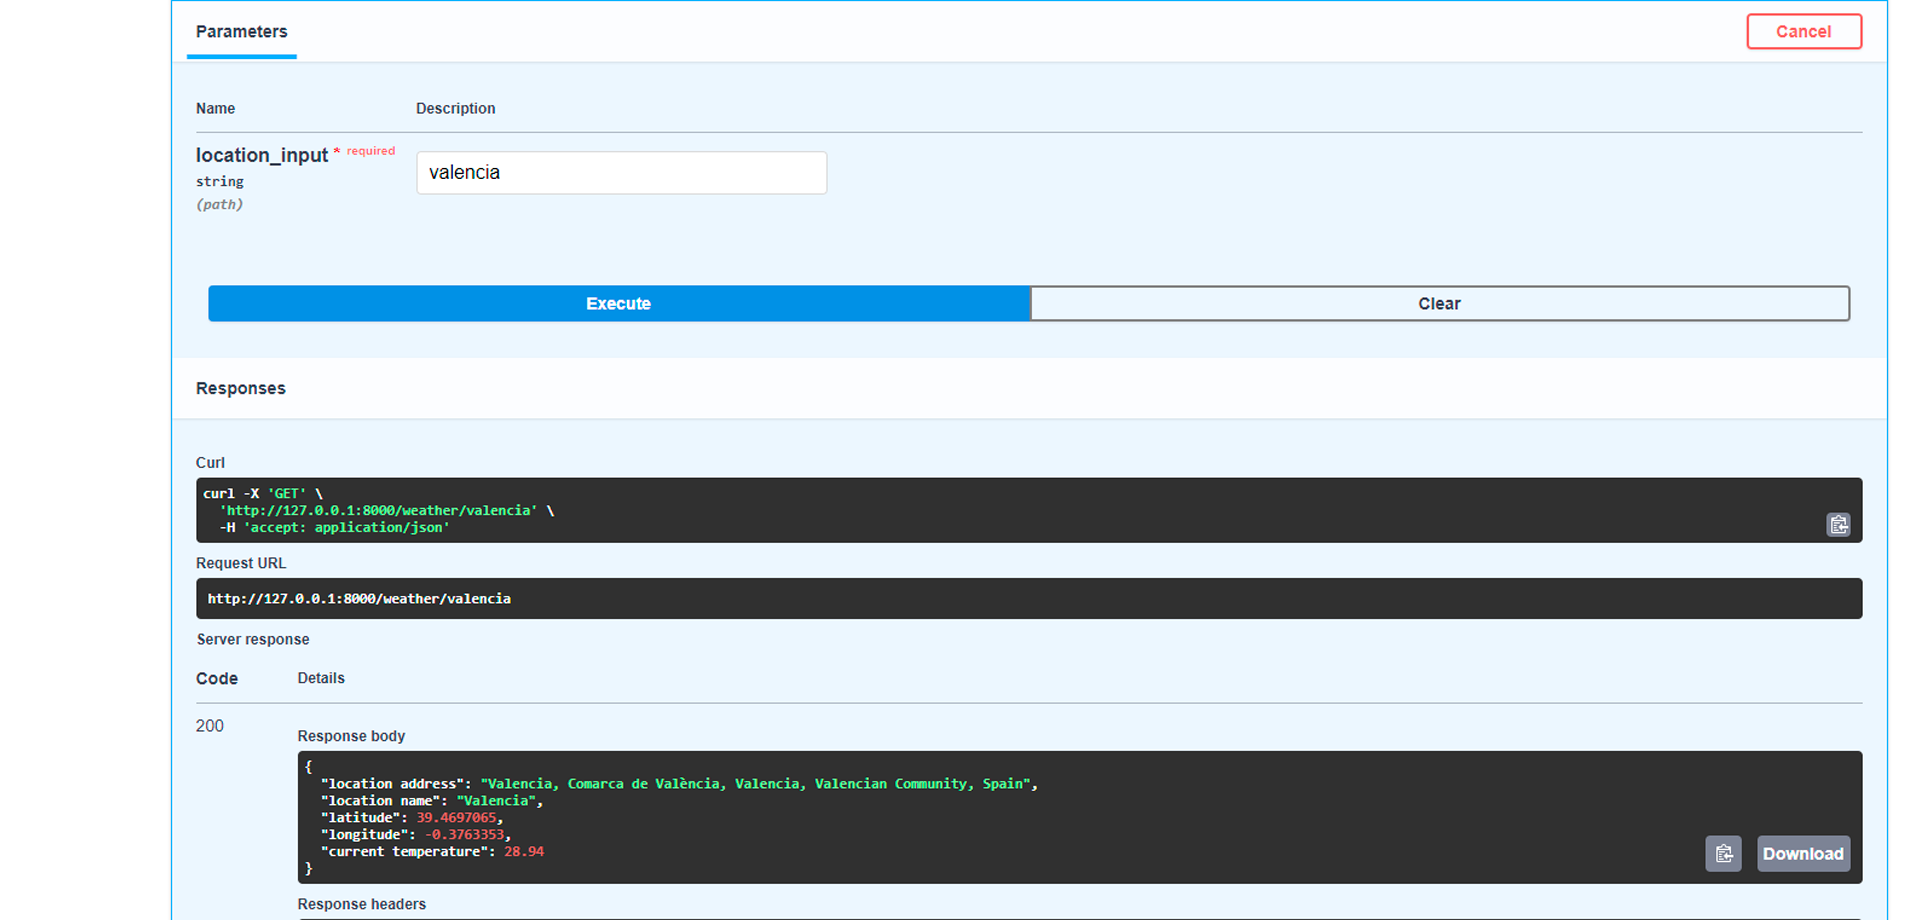 Parameters
Cancel
Name Description
location_input * required
string
(path)
valencia
Execute Clear
Responses
Curl
curl -X 'GET' \
'http://127.0.0.1:8000/weather/valencia' \
-H 'accept: application/json'
Request URL
http://127.0.0.1:8000/weather/valencia
Server response
Code Details
200
Response body
{
"location address": "Valencia, Comarca de València, Valencia, Valencian Community, Spain",
"location name": "Valencia",
"latitude": 39.4697065,
"longitude": -0.3763353,
"current temperature": 28.94
}
Download
Response headers